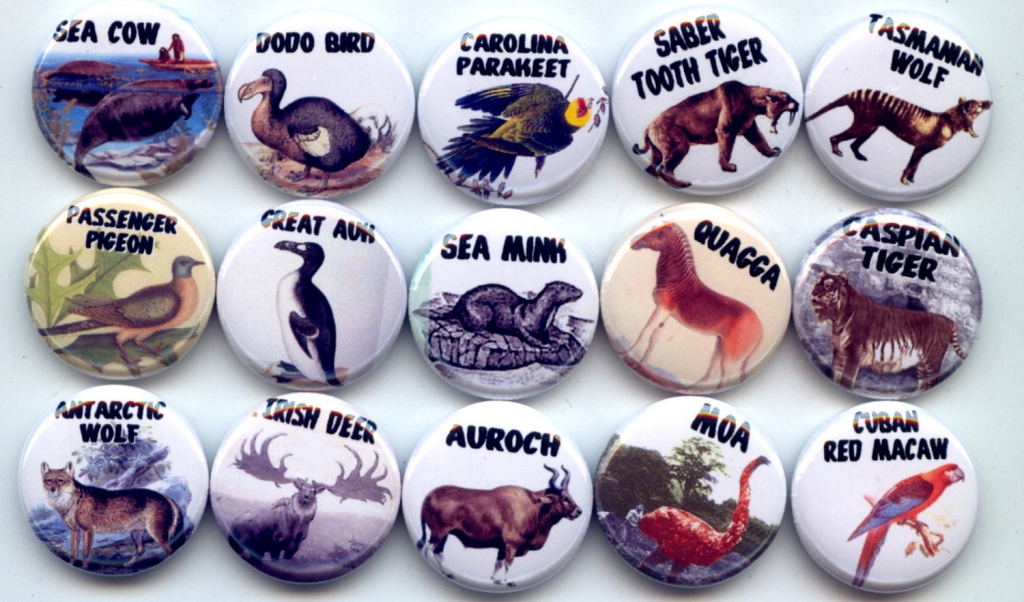 SEA COW
DODO BIRD
CAROLINA
PARAKEET
SABER
TOOTH TIGER
TASMANIAN
WOLF
PASSENGER
PIGEON
GREAT AUK
SEA MINK
QUAGGA
CASPIAN
TIGER
ANTARCTIC
WOLF
IRISH DEER
AUROCH
MOA
CUBAN
RED MACAW